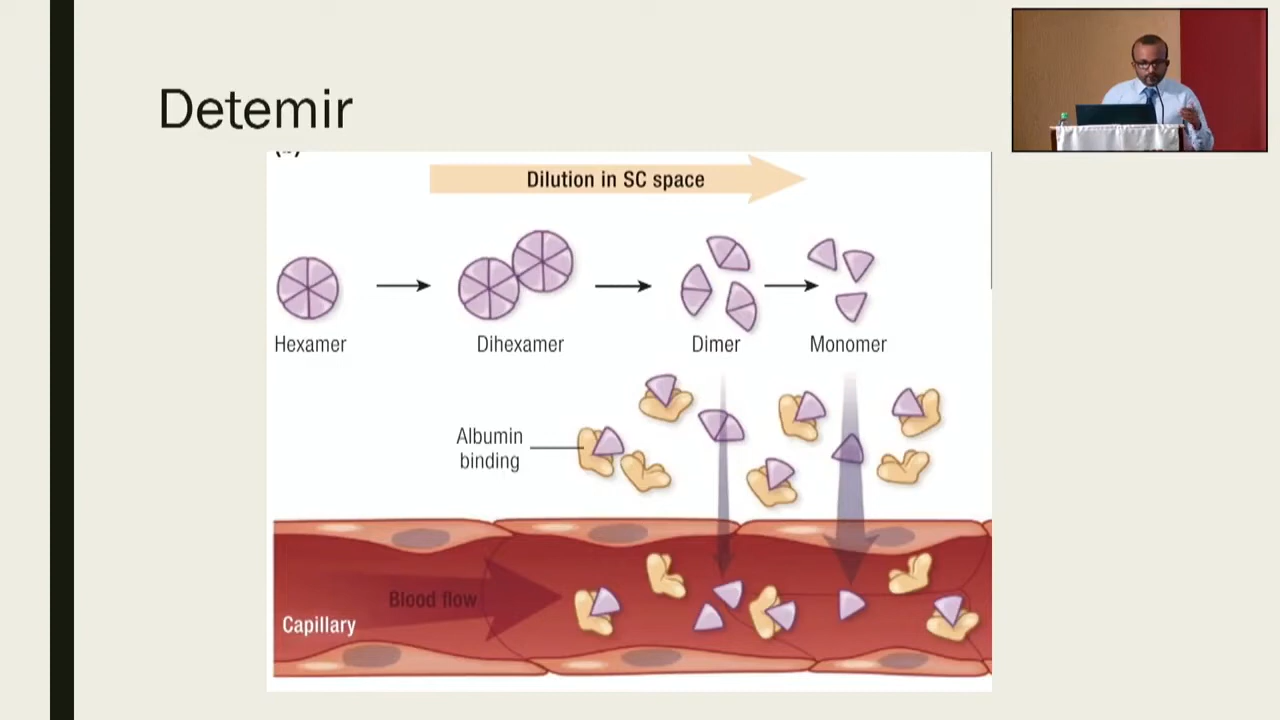 Detemir
Dilution in SC space
Hexamer
Dihexamer
Dimer
Monomer
Albumin
binding
Blood flow
Capillary